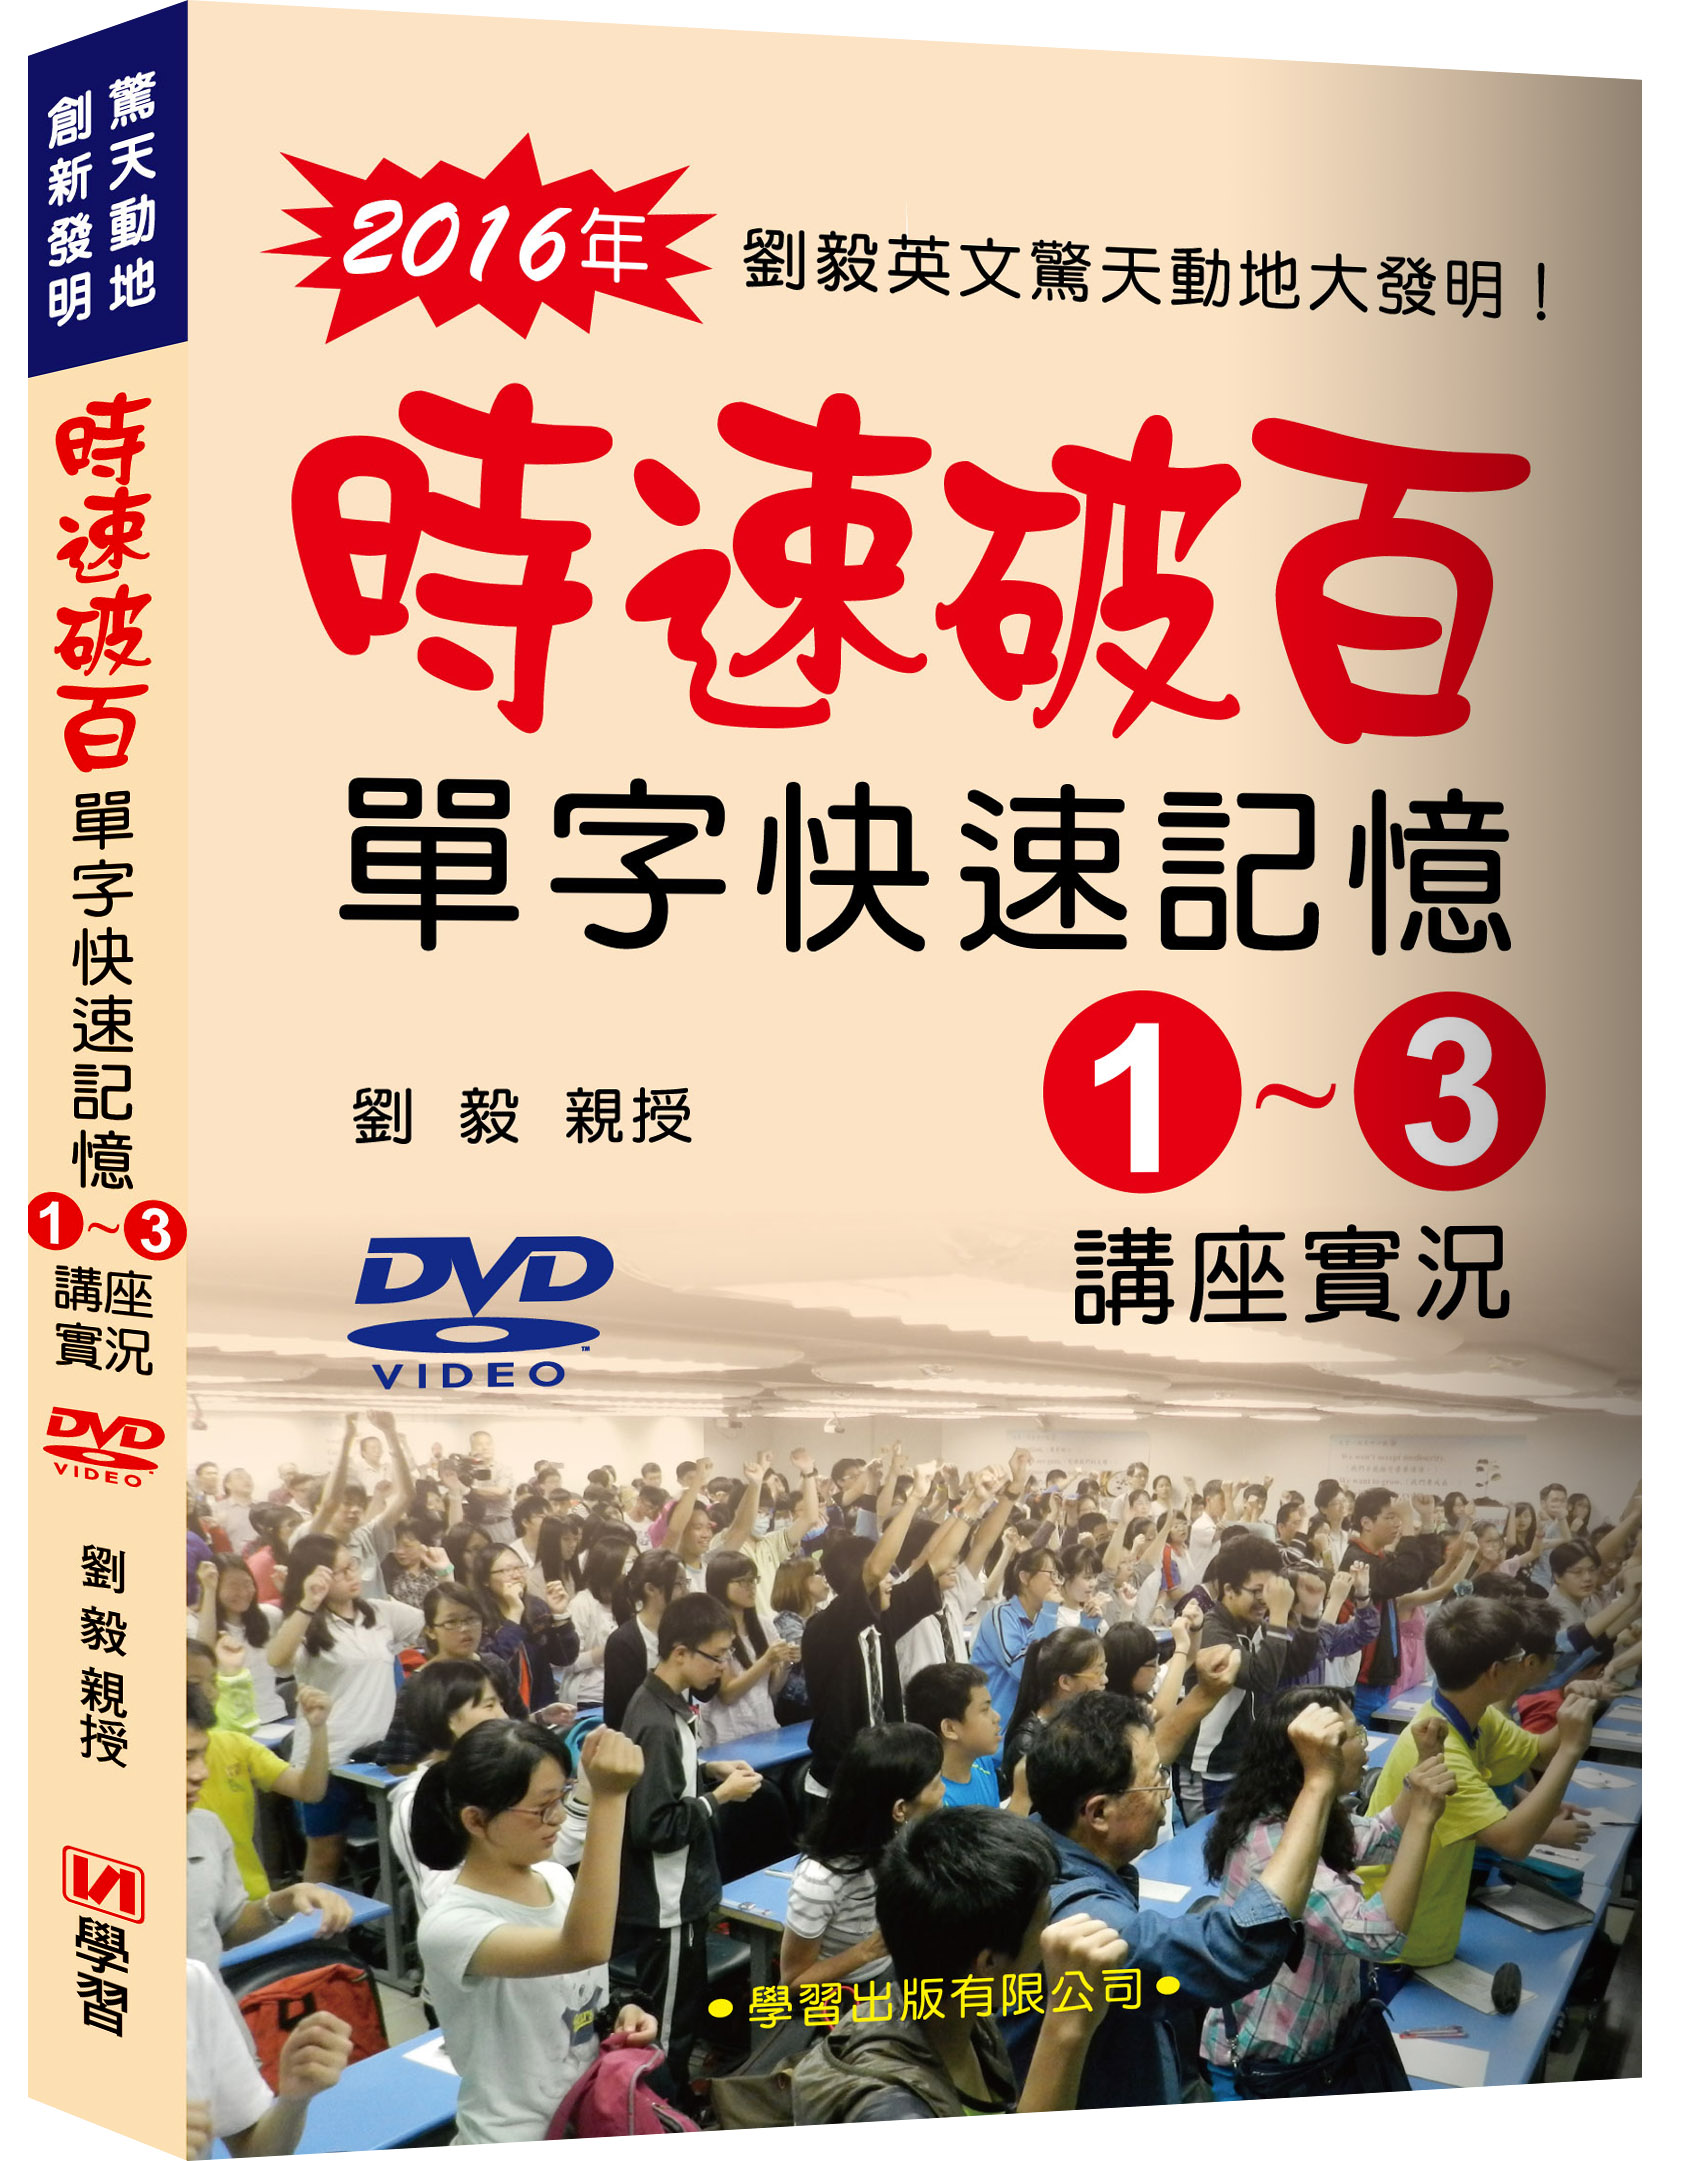 驚天動地
創新發明
時速破百
單字快速記憶
1~3
講座
實況
DVD
VIDEO
劉毅親授
學習
2016年
劉毅英文驚天動地大發明！
時速破百
單字快速記憶
1~3
劉 毅 親授
講座實況
DVD
VIDEO
TM
•學習出版有限公司•